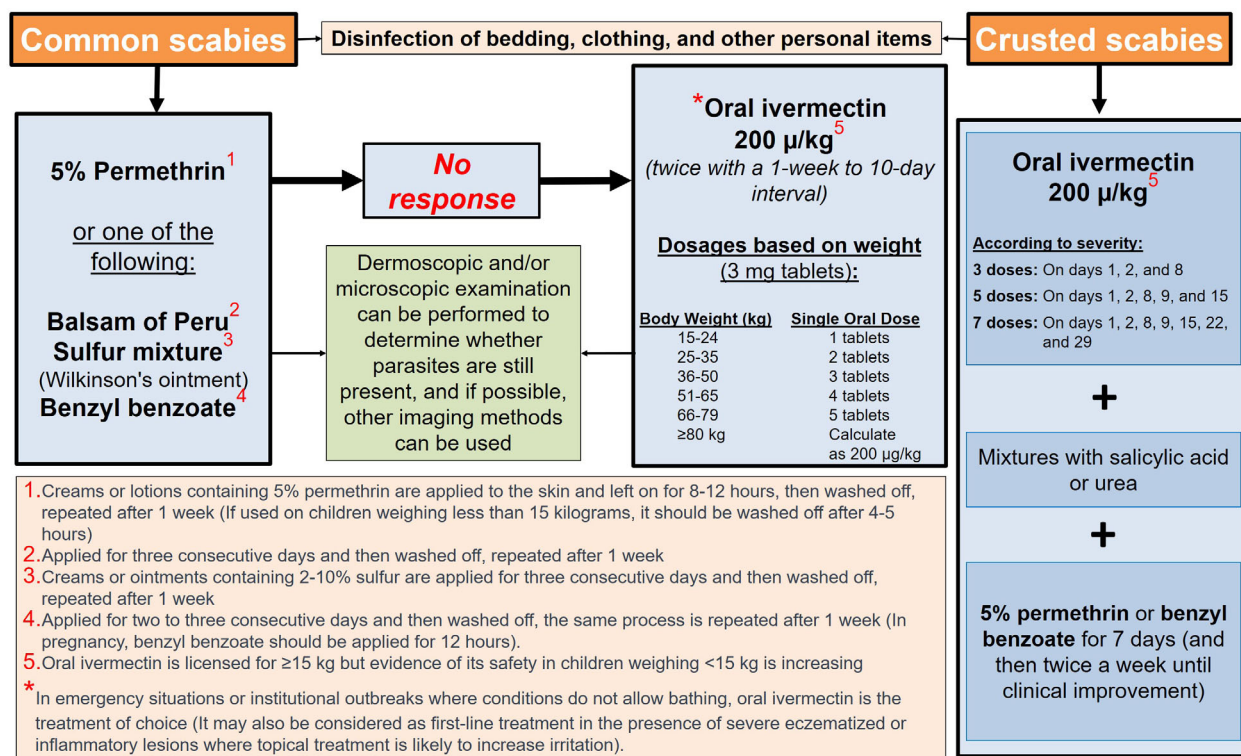 Common scabies
Disinfection of bedding, clothing, and other personal items
Crusted scabies
5% Permethrin1
or one of the
following:
Balsam of Peru2
Sulfur mixture3
(Wilkinson's ointment)
Benzyl benzoate4
No
response
Dermoscopic and/or
microscopic examination
can be performed to
determine whether
parasites are still
present, and if possible,
other imaging methods
can be used
*Oral ivermectin
200 µ/kg5
(twice with a 1-week to 10-day
interval)
Dosages based on weight
(3 mg tablets):
Body Weight (kg) Single Oral Dose
15-24 1 tablets
25-35 2 tablets
36-50 3 tablets
51-65 4 tablets
66-79 5 tablets
≥80 kg Calculate
as 200 µg/kg
Oral ivermectin
200 µ/kg5
According to severity:
3 doses: On days 1, 2, and 8
5 doses: On days 1, 2, 8, 9, and 15
7 doses: On days 1, 2, 8, 9, 15, 22,
and 29
+
Mixtures with salicylic acid
or urea
+
5% permethrin or benzyl
benzoate for 7 days (and
then twice a week until
clinical improvement)
1.Creams or lotions containing 5% permethrin are applied to the skin and left on for 8-12 hours, then washed off,
repeated after 1 week (If used on children weighing less than 15 kilograms, it should be washed off after 4-5
hours)
2.Applied for three consecutive days and then washed off, repeated after 1 week
3.Creams or ointments containing 2-10% sulfur are applied for three consecutive days and then washed off,
repeated after 1 week
4.Applied for two to three consecutive days and then washed off, the same process is repeated after 1 week (In
pregnancy, benzyl benzoate should be applied for 12 hours).
5.Oral ivermectin is licensed for ≥15 kg but evidence of its safety in children weighing <15 kg is increasing
*In emergency situations or institutional outbreaks where conditions do not allow bathing, oral ivermectin is the
treatment of choice (It may also be considered as first-line treatment in the presence of severe eczematized or
inflammatory lesions where topical treatment is likely to increase irritation).